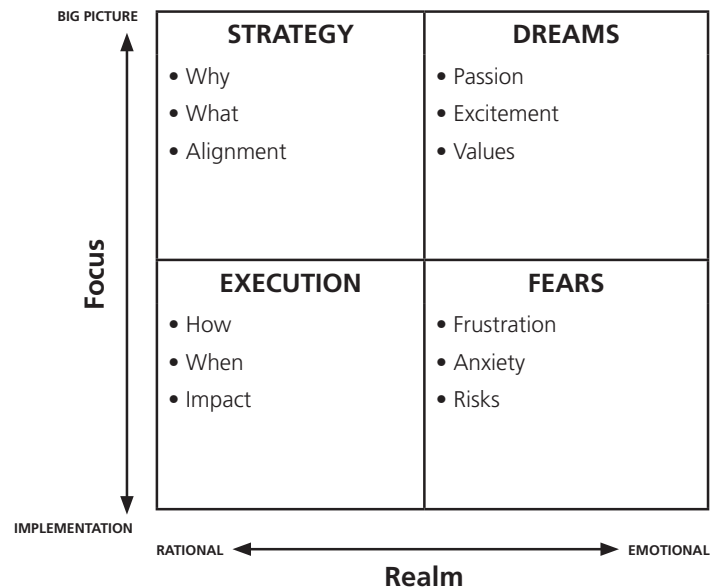 BIG PICTURE
STRATEGY
• Why
• What
• Alignment
DREAMS
• Passion
• Excitement
• Values
Focus
EXECUTION
• How
• When
• Impact
FEARS
• Frustration
• Anxiety
• Risks
IMPLEMENTATION
RATIONAL
EMOTIONAL
Realm